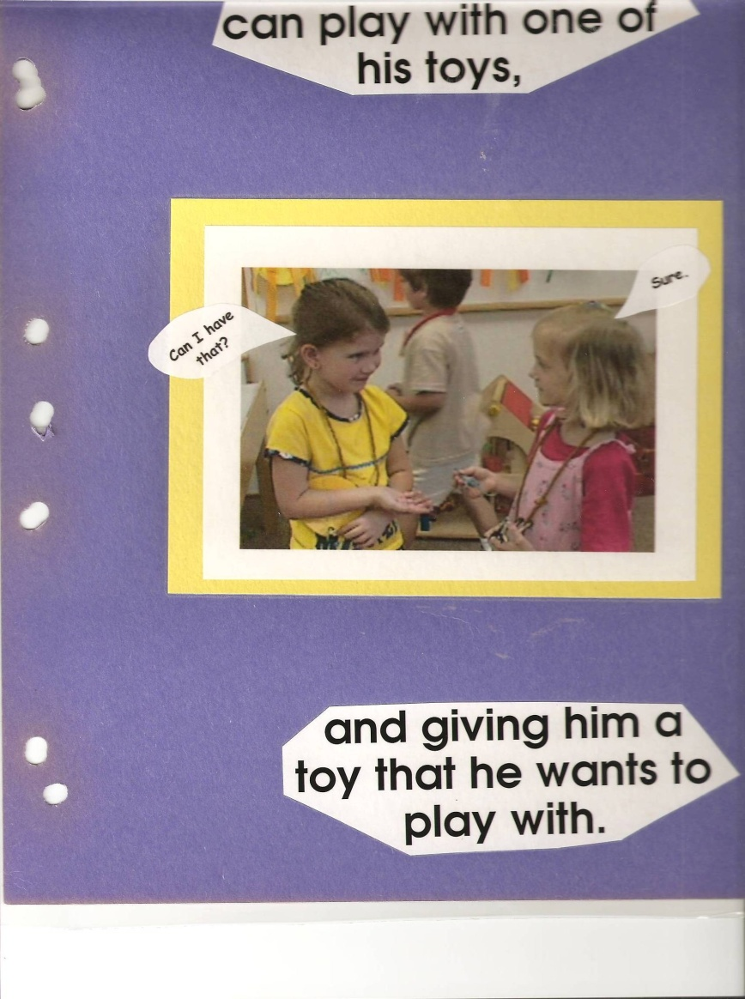 can play with one of
his toys,
Can I have
that?
Sure.
and giving him a
toy that he wants to
play with.